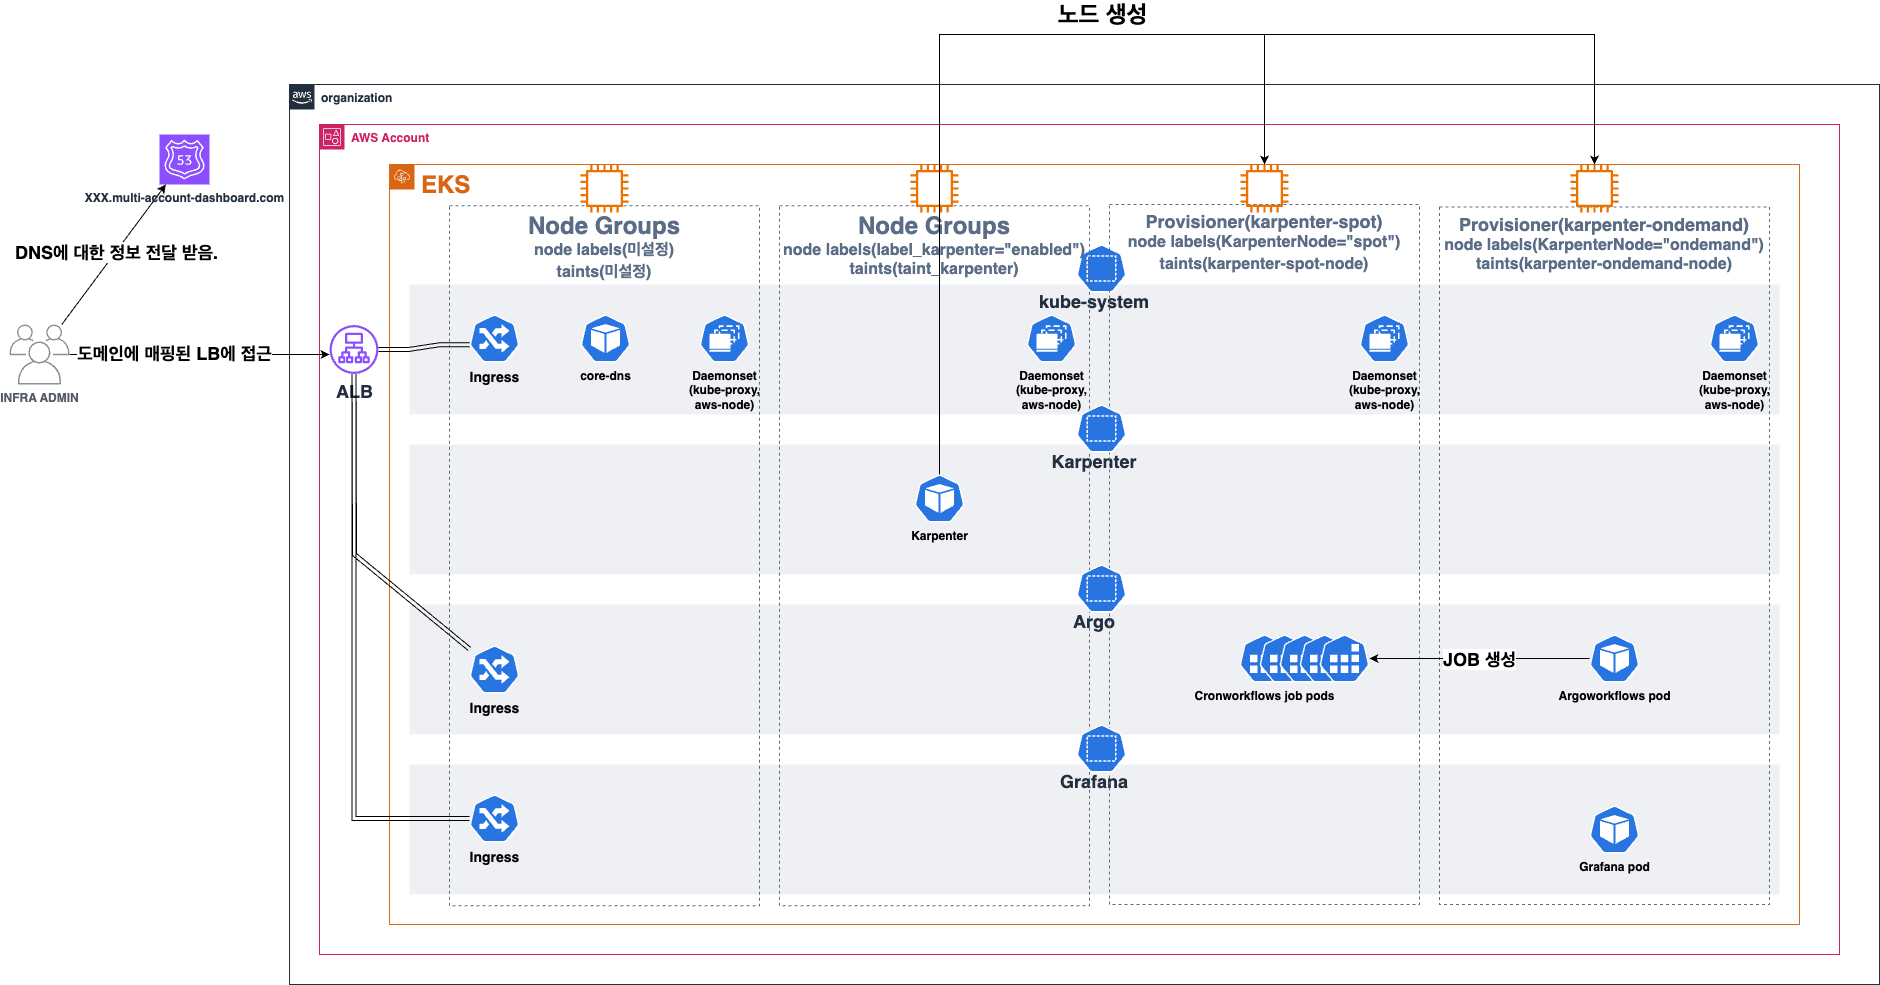 노드 생성
aws
organization
AWS Account
53
XXX.multi-account-dashboard.com
DNS에 대한 정보 전달 받음.
INFRA ADMIN
도메인에 매핑된 LB에 접근
ALB
EKS
Node Groups
node labels(미설정)
taints(미설정)
Node Groups
node labels(label_karpenter="enabled")
taints(taint_karpenter)
Provisioner(karpenter-spot)
node labels(KarpenterNode="spot")
taints(karpenter-spot-node)
Provisioner(karpenter-ondemand)
node labels(KarpenterNode="ondemand")
taints(karpenter-ondemand-node)
kube-system
Ingress
core-dns
Daemonset
(kube-proxy,
aws-node)
Daemonset
(kube-proxy,
aws-node)
Daemonset
(kube-proxy,
aws-node)
Daemonset
(kube-proxy,
aws-node)
Karpenter
Karpenter
Argo
Ingress
Cronworkflows job pods
JOB 생성
Argoworkflows pod
Grafana
Ingress
Grafana pod